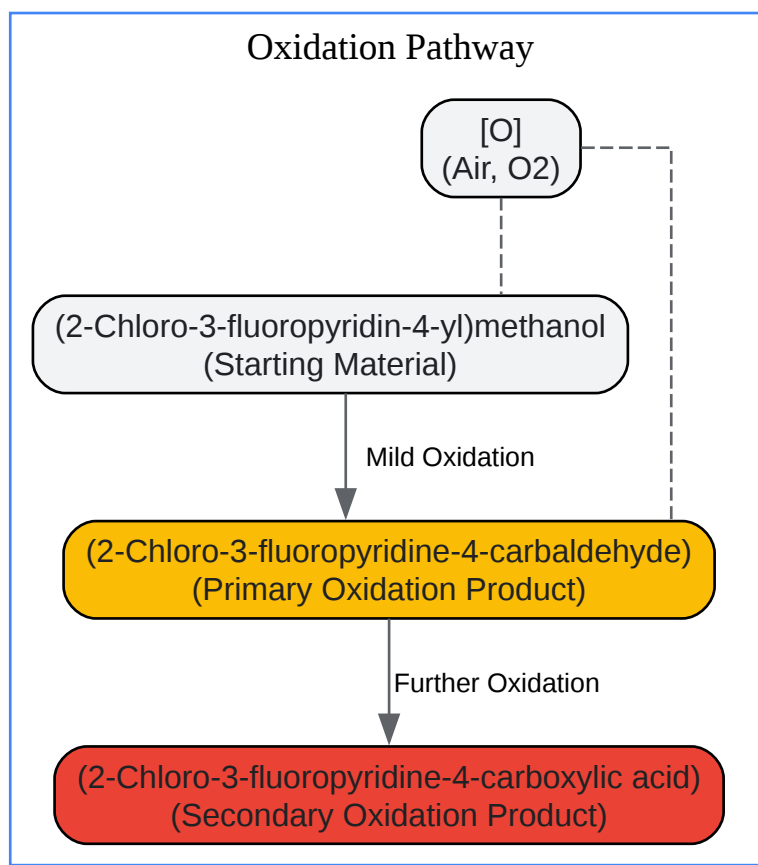 Oxidation Pathway
[O]
(Air, O2)
(2-Chloro-3-fluoropyridin-4-yl)methanol
(Starting Material)
Mild Oxidation
(2-Chloro-3-fluoropyridine-4-carbaldehyde)
(Primary Oxidation Product)
Further Oxidation
(2-Chloro-3-fluoropyridine-4-carboxylic acid)
(Secondary Oxidation Product)